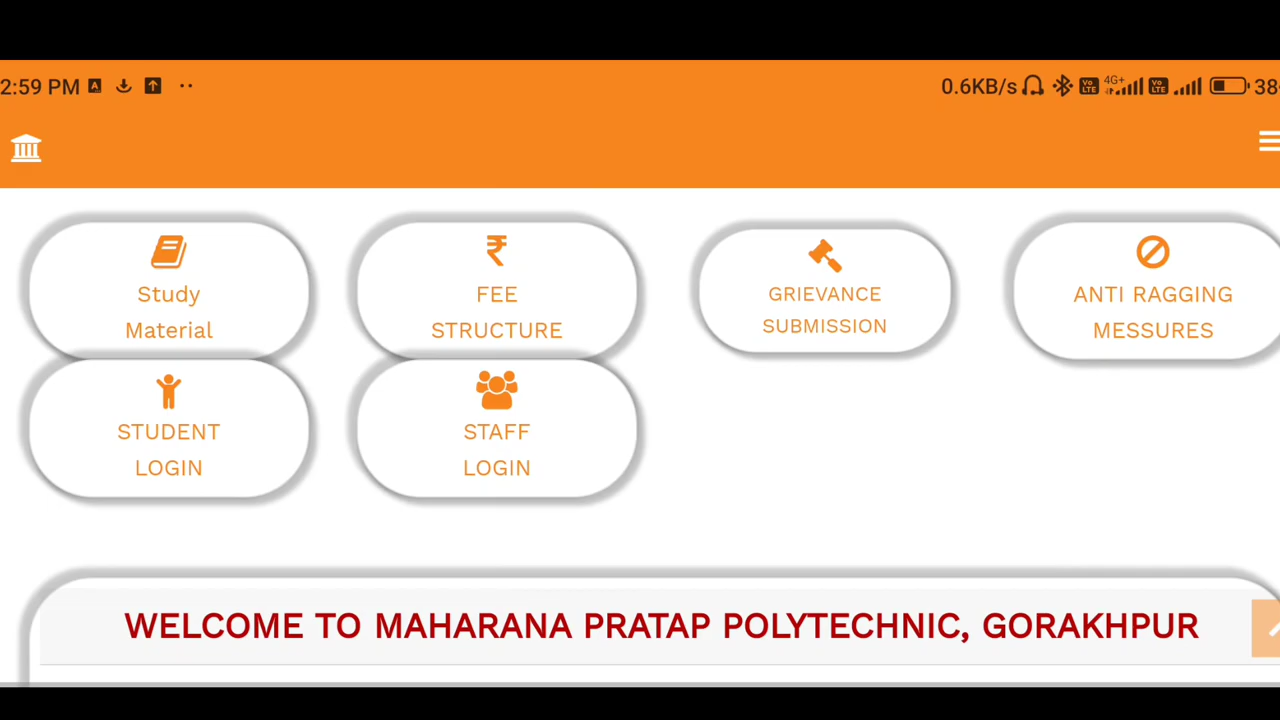 2:59 PM
0.6KB/s 4G+ 38
Study
Material
FEE
STRUCTURE
GRIEVANCE
SUBMISSION
ANTI RAGGING
MESSURES
STUDENT
LOGIN
STAFF
LOGIN
WELCOME TO MAHARANA PRATAP POLYTECHNIC, GORAKHPUR